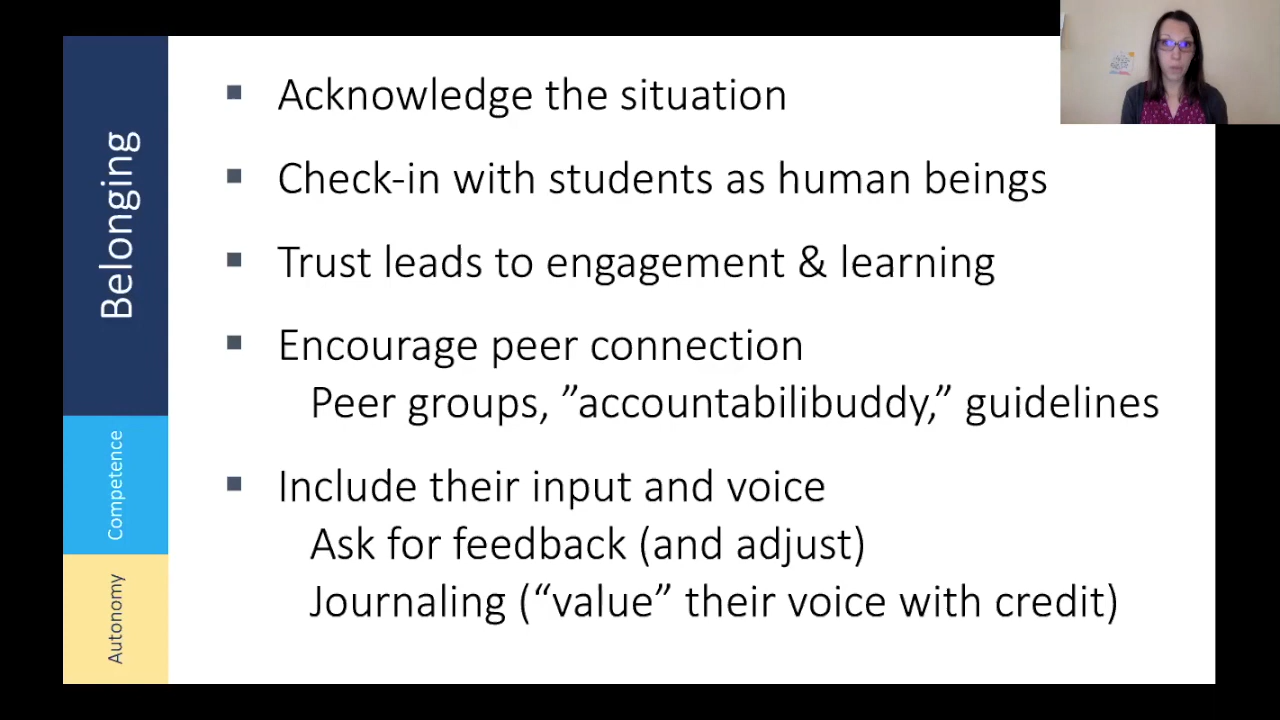 Belonging
Competence
Autonomy
▪ Acknowledge the situation
▪ Check-in with students as human beings
▪ Trust leads to engagement & learning
▪ Encourage peer connection
Peer groups, ”accountabilibuddy,” guidelines
▪ Include their input and voice
Ask for feedback (and adjust)
Journaling (“value” their voice with credit)